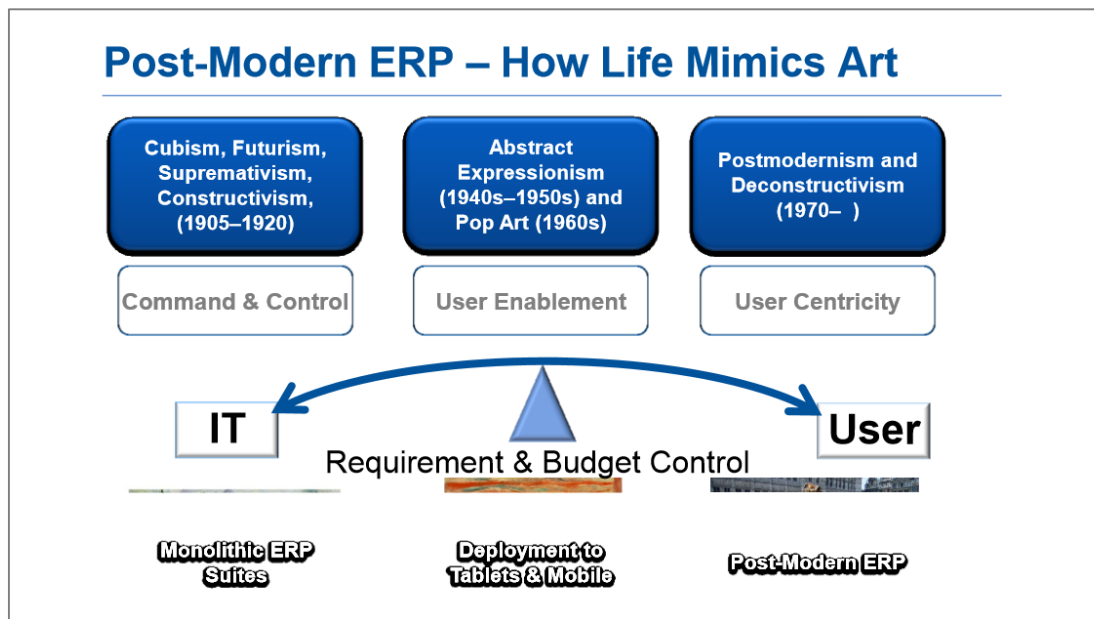 Post-Modern ERP – How Life Mimics Art
Cubism, Futurism,
Supremativism,
Constructivism,
(1905–1920)
Abstract
Expressionism
(1940s–1950s) and
Pop Art (1960s)
Postmodernism and
Deconstructivism
(1970– )
Command & Control
User Enablement
User Centricity
IT
User
Requirement & Budget Control
Monolithic ERP
Suites
Deployment to
Tablets & Mobile
Post-Modern ERP